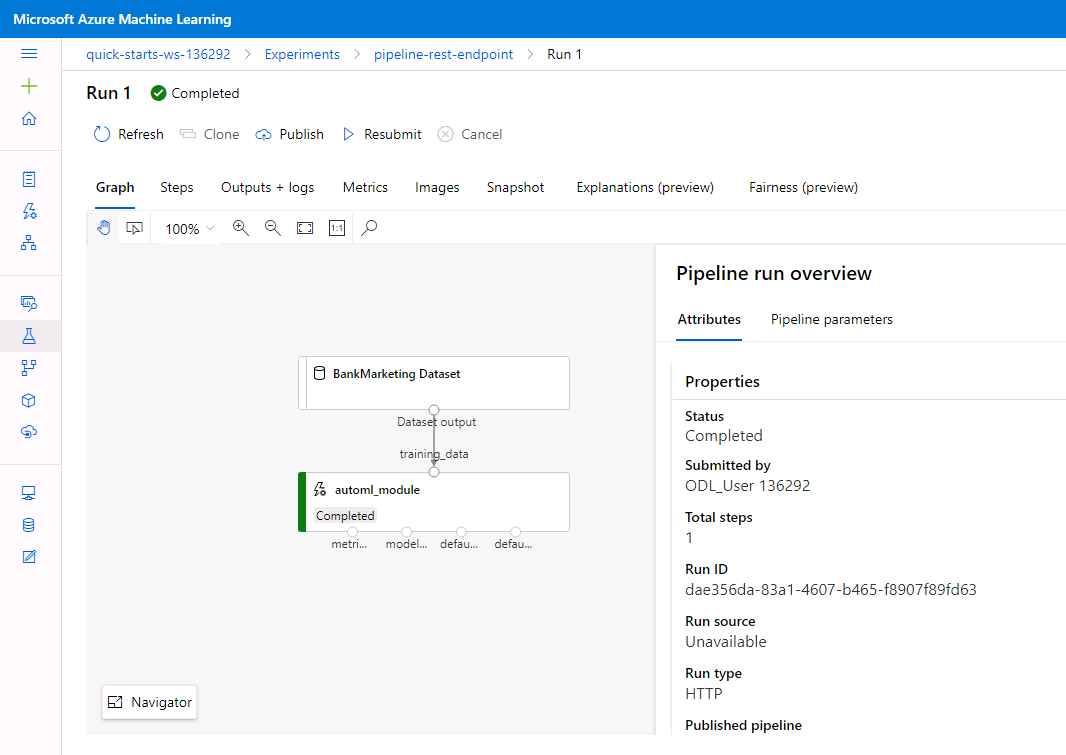 Microsoft Azure Machine Learning
quick-starts-ws-136292 > Experiments > pipeline-rest-endpoint > Run 1
Run 1 Completed
Refresh Clone Publish Resubmit Cancel
Graph Steps Outputs + logs Metrics Images Snapshot Explanations (preview) Fairness (preview)
100% 1:1
BankMarketing Dataset
Dataset output
training_data
automl_module
Completed
metri... model... defau... defau...
Navigator
Pipeline run overview
Attributes Pipeline parameters
Properties
Status
Completed
Submitted by
ODL_User 136292
Total steps
1
Run ID
dae356da-83a1-4607-b465-f8907f89fd63
Run source
Unavailable
Run type
HTTP
Published pipeline